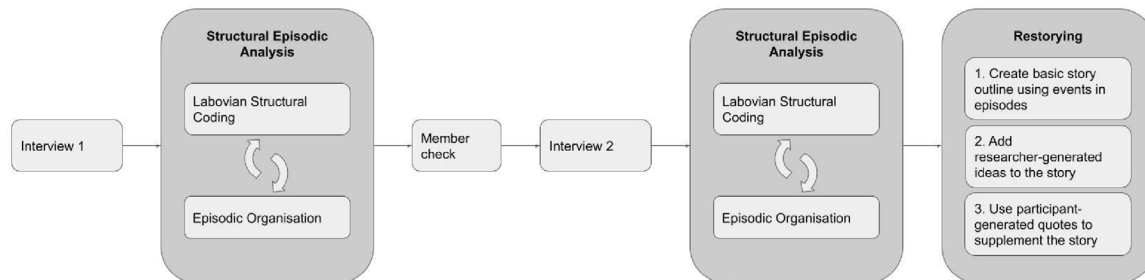 Interview 1
Structural Episodic
Analysis
Labovian Structural
Coding
Episodic Organisation
Member
check
Interview 2
Structural Episodic
Analysis
Labovian Structural
Coding
Episodic Organisation
Restorying
1. Create basic story
outline using events in
episodes
2. Add
researcher-generated
ideas to the story
3. Use participant-
generated quotes to
supplement the story